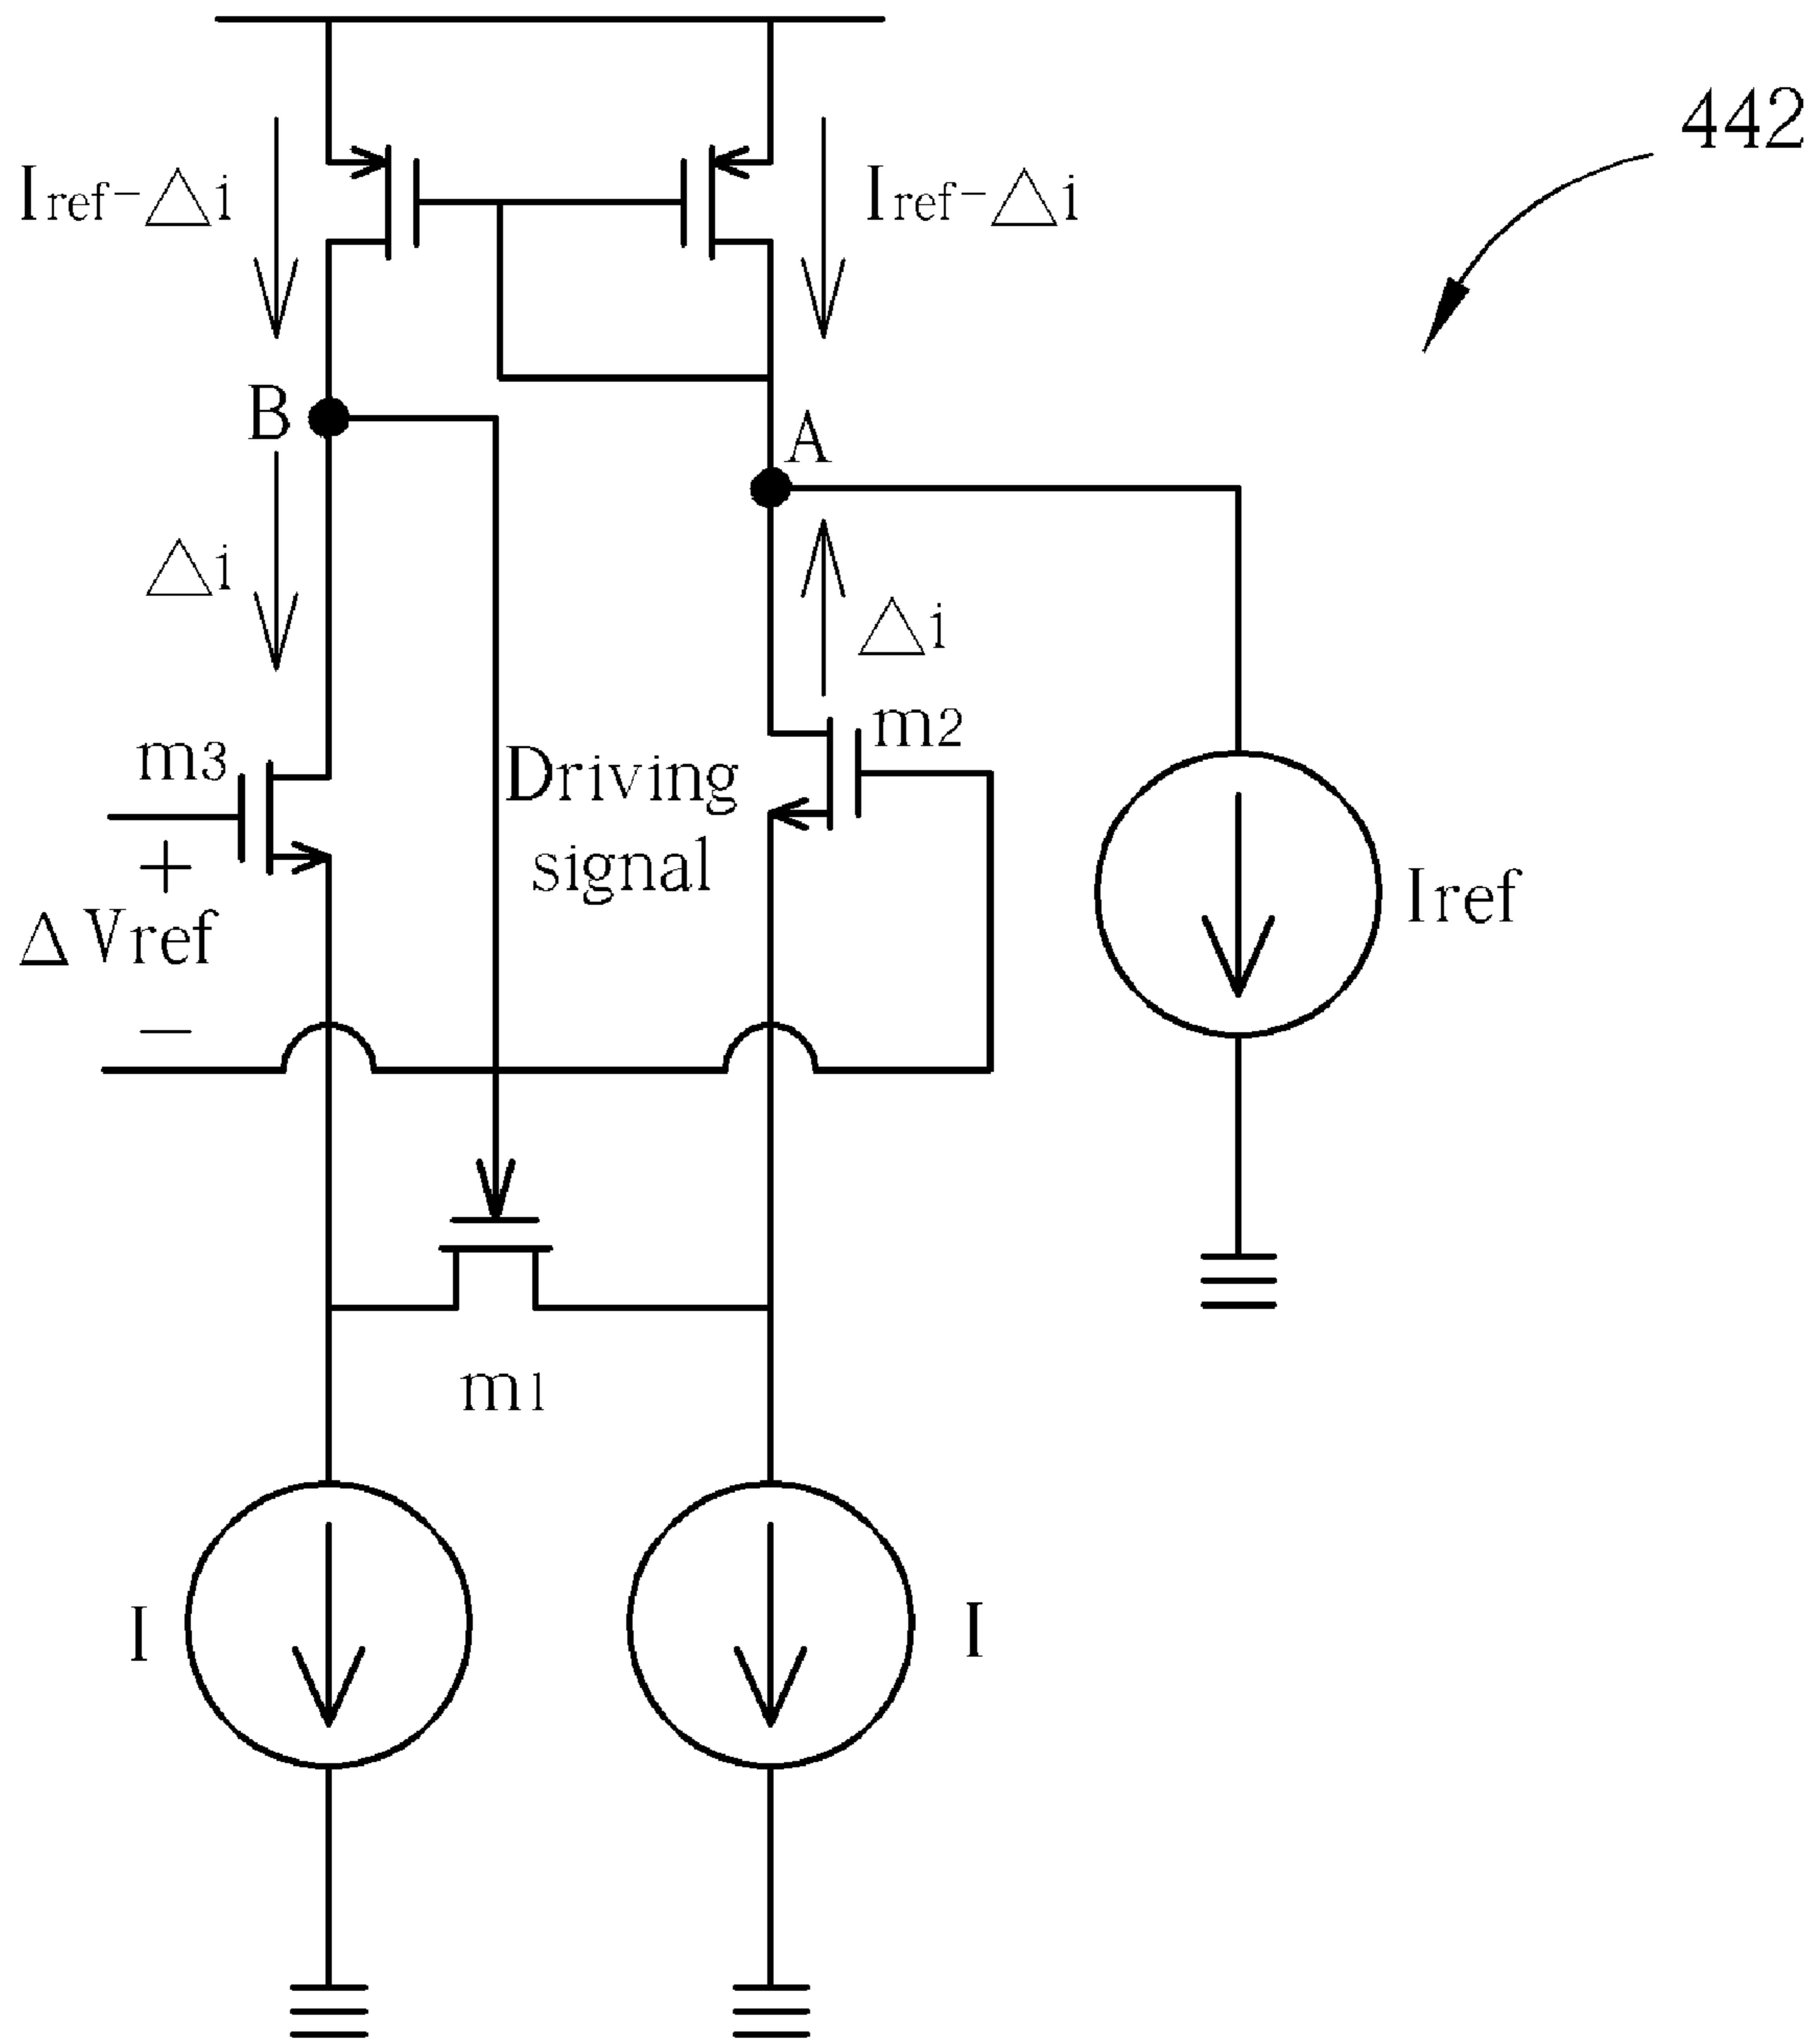 442
Iref-△i
Iref-△i
B
A
△i
△i
m3
m2
Driving
signal
+
ΔVref
−
Iref
m1
I
I